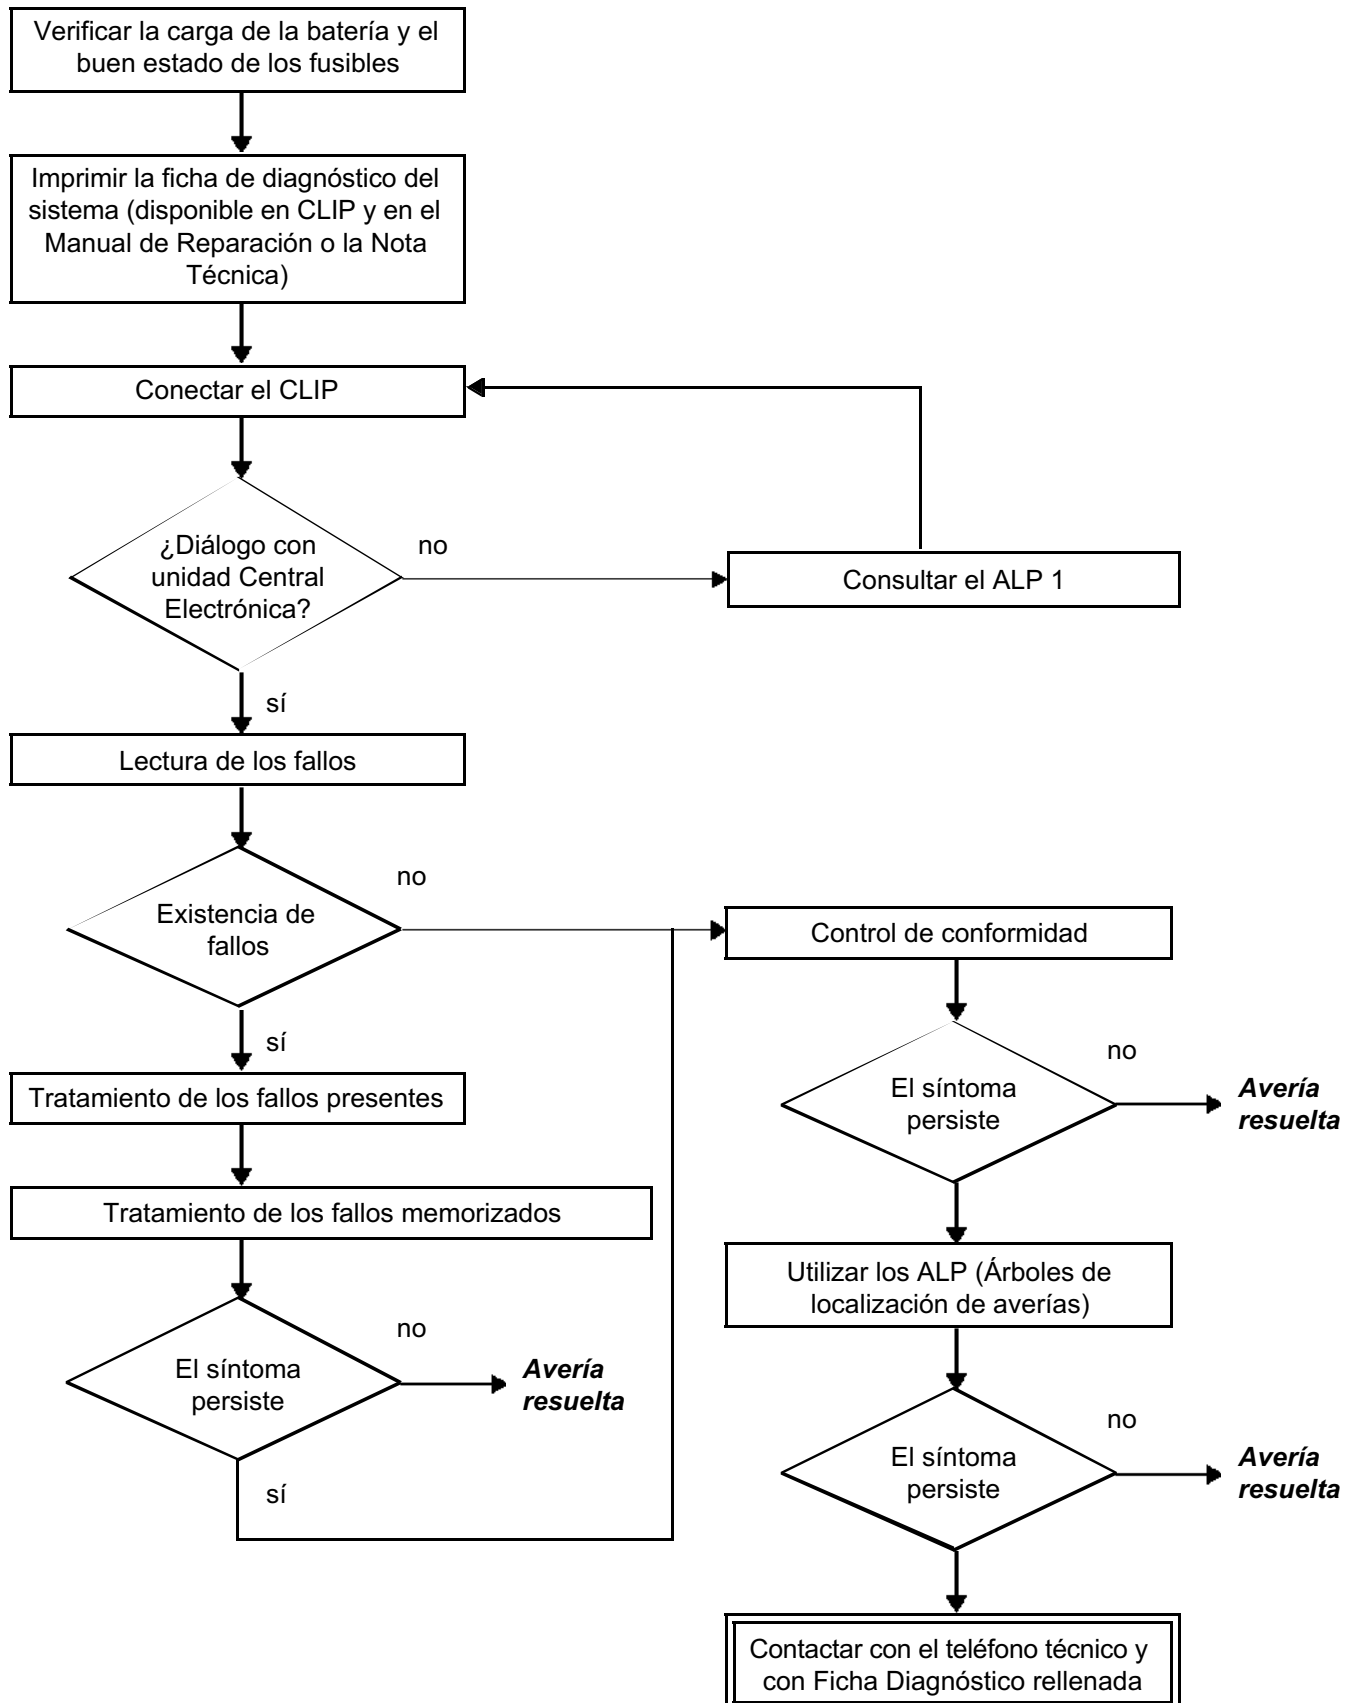 Verificar la carga de la batería y el
buen estado de los fusibles
Imprimir la ficha de diagnóstico del
sistema (disponible en CLIP y en el
Manual de Reparación o la Nota
Técnica)
Conectar el CLIP
¿Diálogo con
unidad Central
Electrónica?
no
Consultar el ALP 1
sí
Lectura de los fallos
Existencia de
fallos
no
sí
Tratamiento de los fallos presentes
Tratamiento de los fallos memorizados
El síntoma
persiste
no
Avería
resuelta
sí
Control de conformidad
El síntoma
persiste
no
Avería
resuelta
Utilizar los ALP (Árboles de
localización de averías)
El síntoma
persiste
no
Avería
resuelta
Contactar con el teléfono técnico y
con Ficha Diagnóstico rellenada